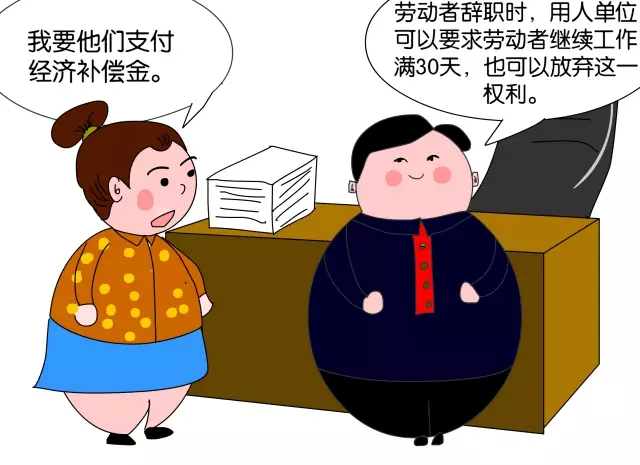 我要他们支付
经济补偿金。
劳动者辞职时，用人单位
可以要求劳动者继续工作
满30天，也可以放弃这一
权利。